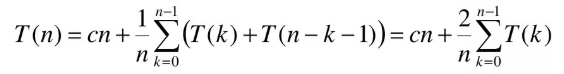 T(n) = cn + \frac{1}{n} \sum_{k=0}^{n-1} (T(k) + T(n-k-1)) = cn + \frac{2}{n} \sum_{k=0}^{n-1} T(k)